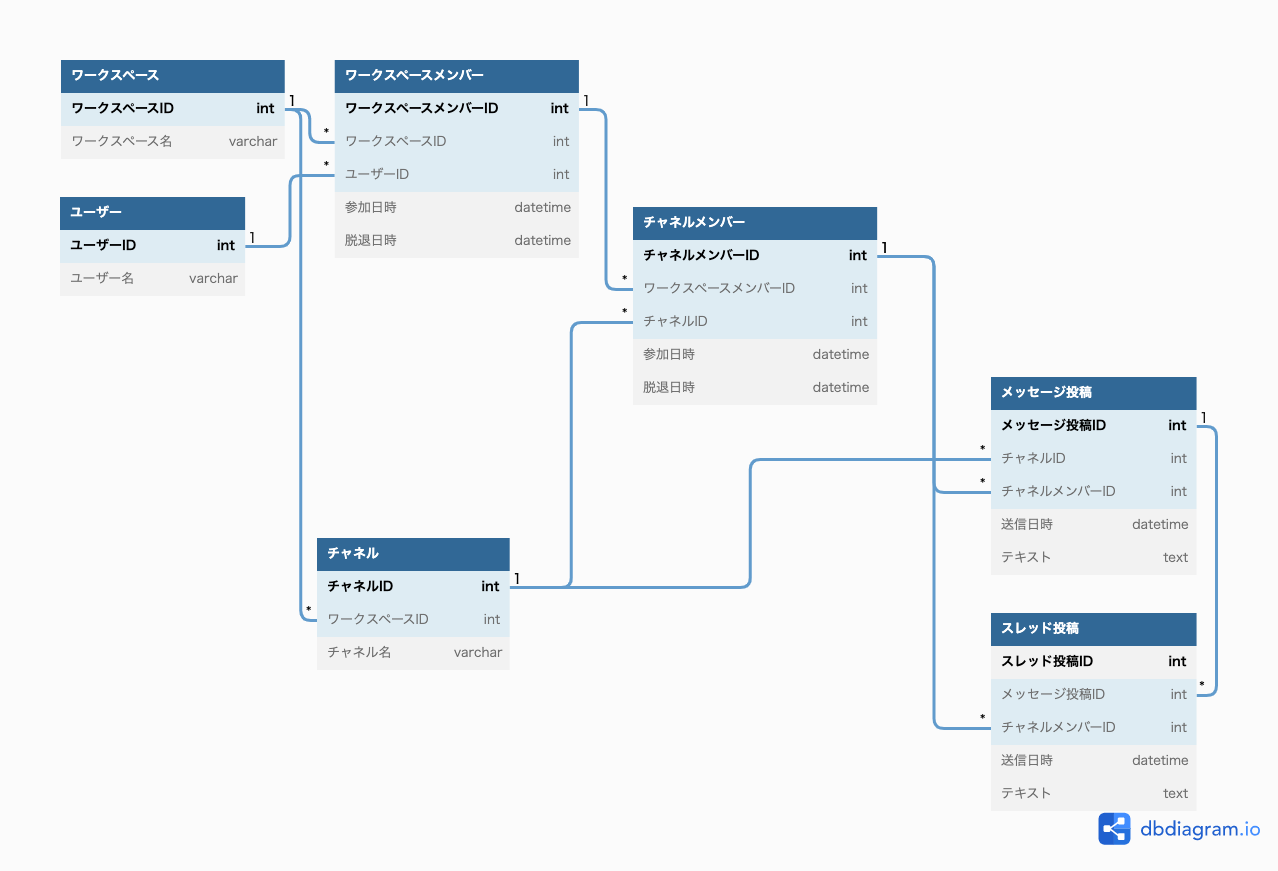 ワークスペース
ワークスペースID int
ワークスペース名 varchar
1
*
*
ワークスペースメンバー
ワークスペースメンバーID int
ワークスペースID int
ユーザーID int
参加日時 datetime
脱退日時 datetime
1
ユーザー
ユーザーID int
ユーザー名 varchar
1
*
*
チャネルメンバー
チャネルメンバーID int
ワークスペースメンバーID int
チャネルID int
参加日時 datetime
脱退日時 datetime
1
*
*
メッセージ投稿
メッセージ投稿ID int
チャネルID int
チャネルメンバーID int
送信日時 datetime
テキスト text
1
*
チャネル
チャネルID int
ワークスペースID int
チャネル名 varchar
1
*
スレッド投稿
スレッド投稿ID int
メッセージ投稿ID int
チャネルメンバーID int
送信日時 datetime
テキスト text
*
dbdiagram.io